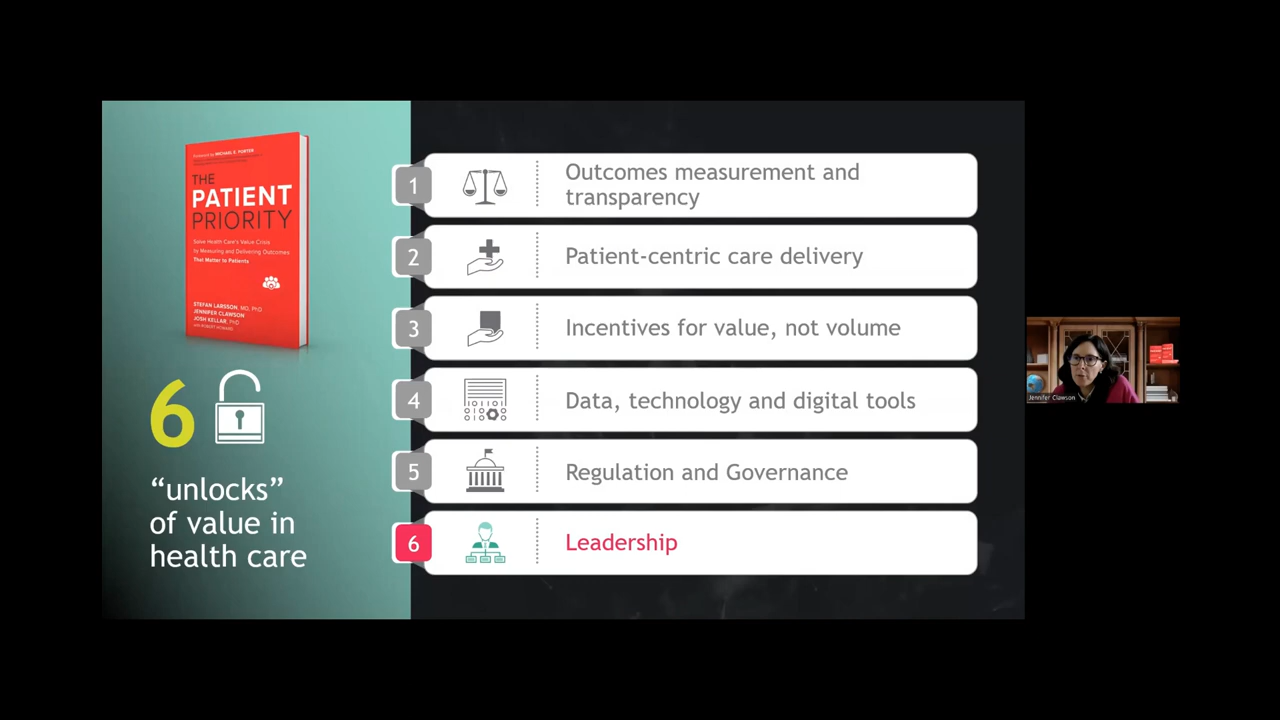 Foreword by MICHAEL E. PORTER
THE
PATIENT
PRIORITY
Solve Health Care's Value Crisis
by Measuring and Delivering Outcomes
That Matter to Patients
STEFAN LARSSON, MD, PhD
JENNIFER CLAWSON
JOSH KELLAR, PhD
with ROBERT HOWARD
6
“unlocks”
of value in
health care
1
Outcomes measurement and
transparency
2
Patient-centric care delivery
3
Incentives for value, not volume
4
Data, technology and digital tools
5
Regulation and Governance
6
Leadership
Jennifer Clawson